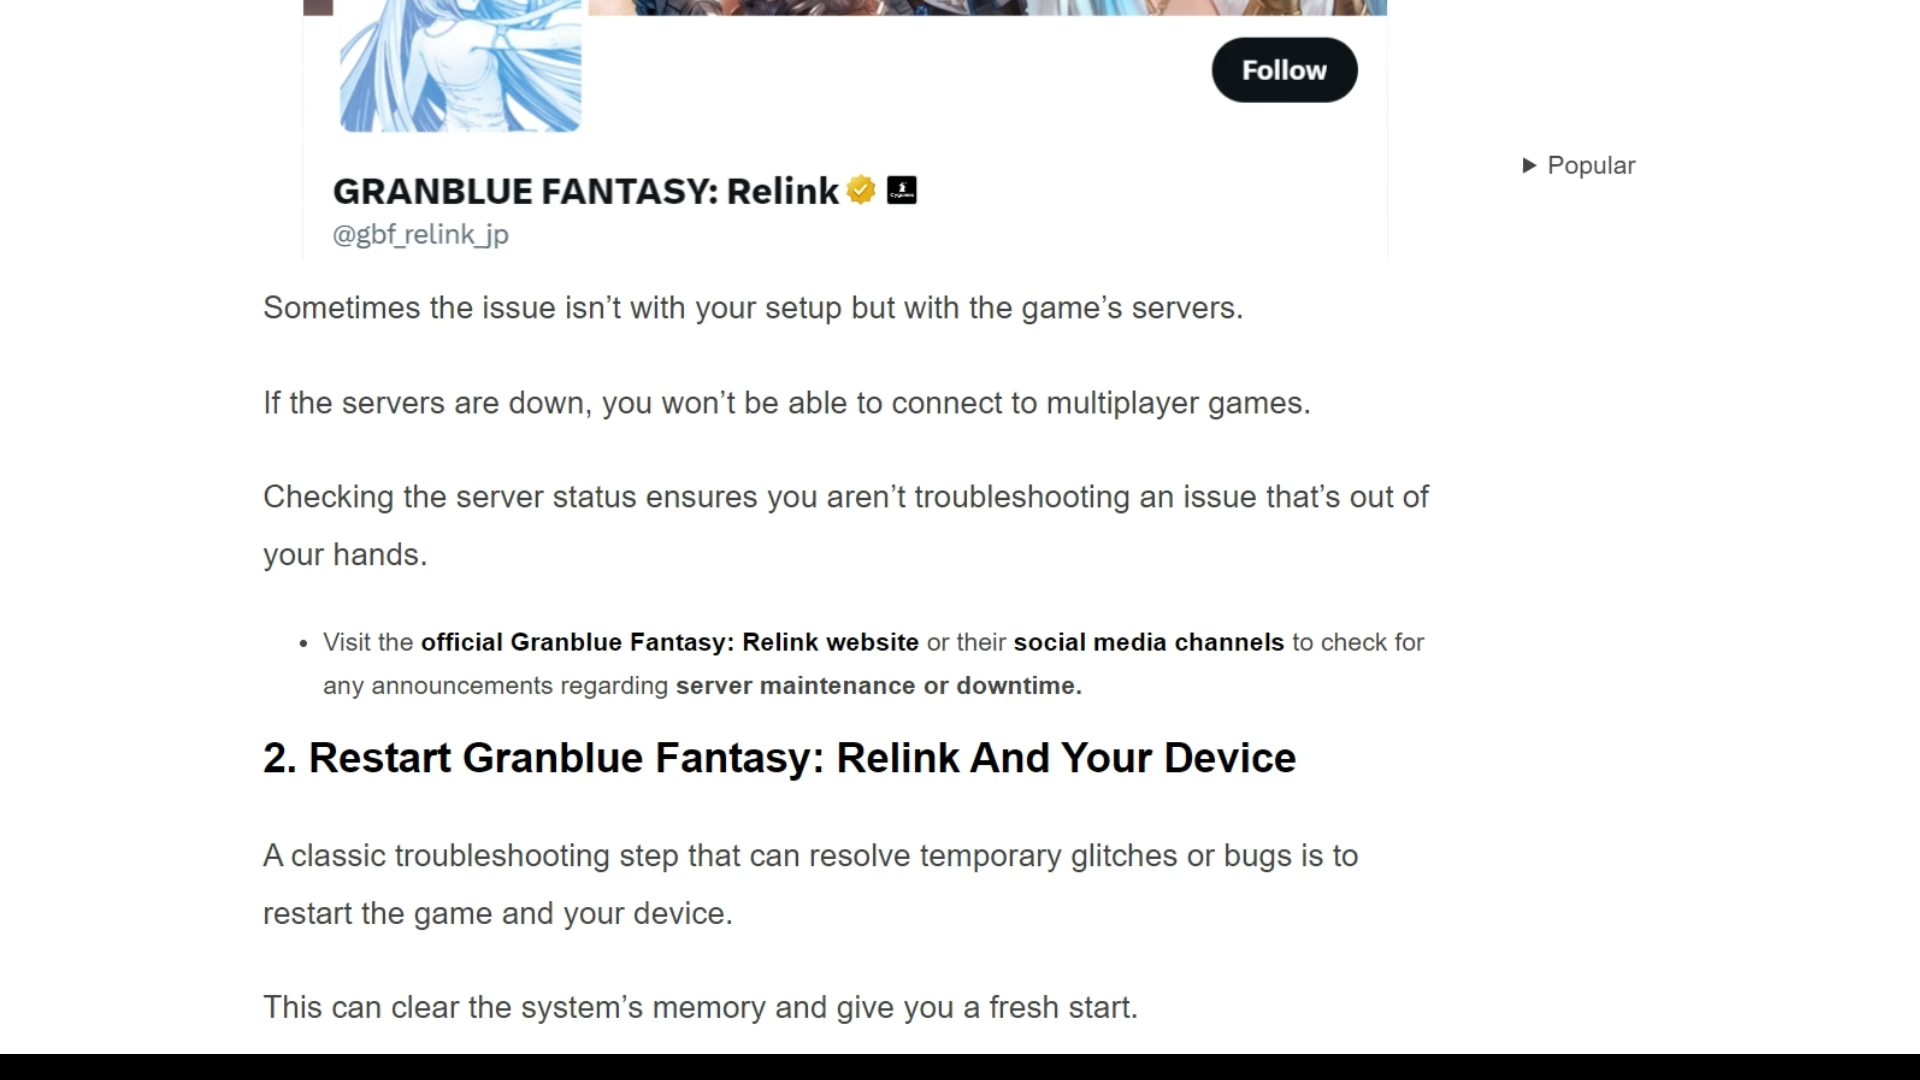 Follow
Popular
GRANBLUE FANTASY: Relink
@gbf_relink_jp
Sometimes the issue isn’t with your setup but with the game’s servers.
If the servers are down, you won’t be able to connect to multiplayer games.
Checking the server status ensures you aren’t troubleshooting an issue that’s out of
your hands.
• Visit the official Granblue Fantasy: Relink website or their social media channels to check for
any announcements regarding server maintenance or downtime.
2. Restart Granblue Fantasy: Relink And Your Device
A classic troubleshooting step that can resolve temporary glitches or bugs is to
restart the game and your device.
This can clear the system’s memory and give you a fresh start.